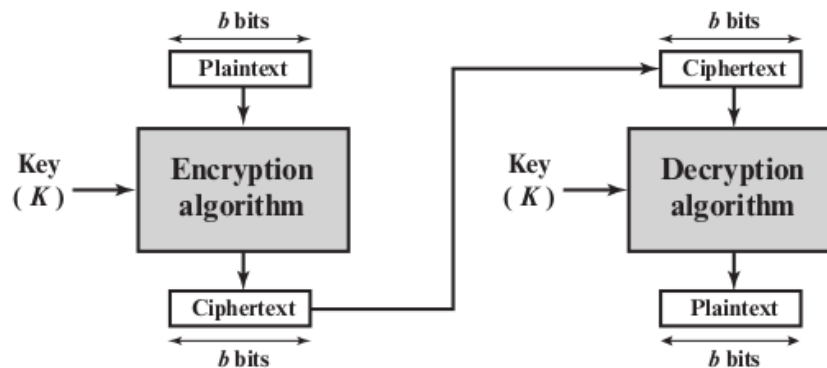 b bits
Plaintext
Key
( K )
Encryption
algorithm
Ciphertext
b bits
b bits
Ciphertext
Key
( K )
Decryption
algorithm
Plaintext
b bits